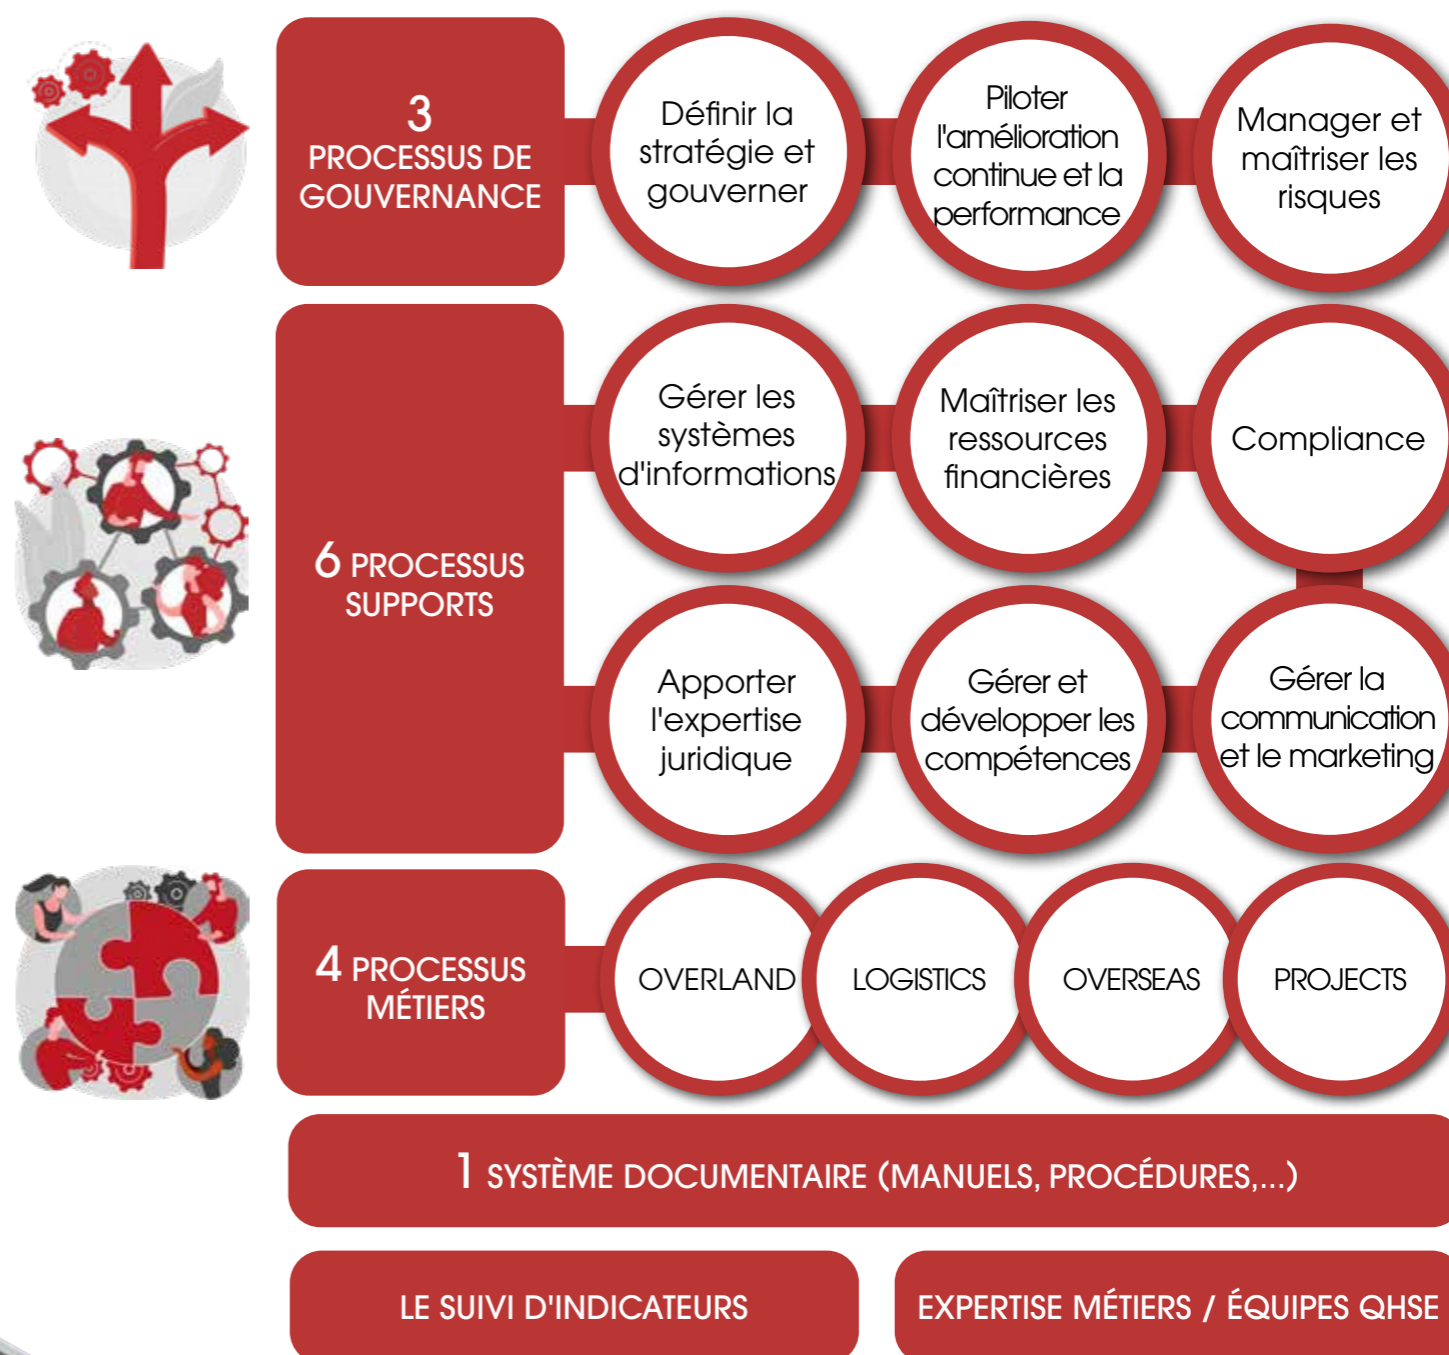 3
PROCESSUS DE
GOUVERNANCE
Définir la
stratégie et
gouverner
Piloter
l'amélioration
continue et la
performance
Manager et
maîtriser les
risques
6 PROCESSUS
SUPPORTS
Gérer les
systèmes
d'informations
Maîtriser les
ressources
financières
Compliance
Apporter
l'expertise
juridique
Gérer et
développer les
compétences
Gérer la
communication
et le marketing
4 PROCESSUS
MÉTIERS
OVERLAND
LOGISTICS
OVERSEAS
PROJECTS
1 SYSTÈME DOCUMENTAIRE (MANUELS, PROCÉDURES,...)
LE SUIVI D'INDICATEURS
EXPERTISE MÉTIERS / ÉQUIPES QHSE